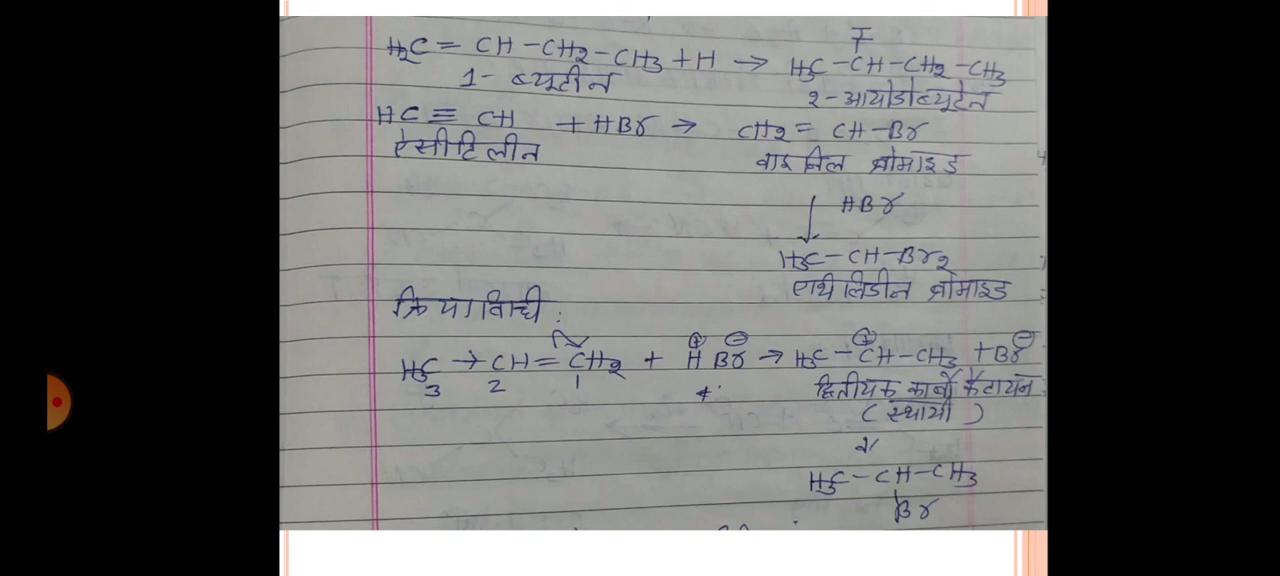 I
H2C = CH-CH2-CH3 + H → H3C-CH-CH2-CH3
1- ब्यूटीन 2-आयोडोब्यूटेन
HC ≡ CH + HBr → CH2= CH-Br
ऐसीटिलीन वाइनिल ब्रोमाइड
↓ HBr
H3C-CH-Br2
एथीलिडीन ब्रोमाइड
क्रियाविधी :
H3C → CH = CH2 + H⊕ Br⊖ → H3C-C⊕H-CH3 + Br⊖
3 2 1 द्वितीयक कार्बो कैटायन
( स्थायी )
H3C-CH-CH3
Br